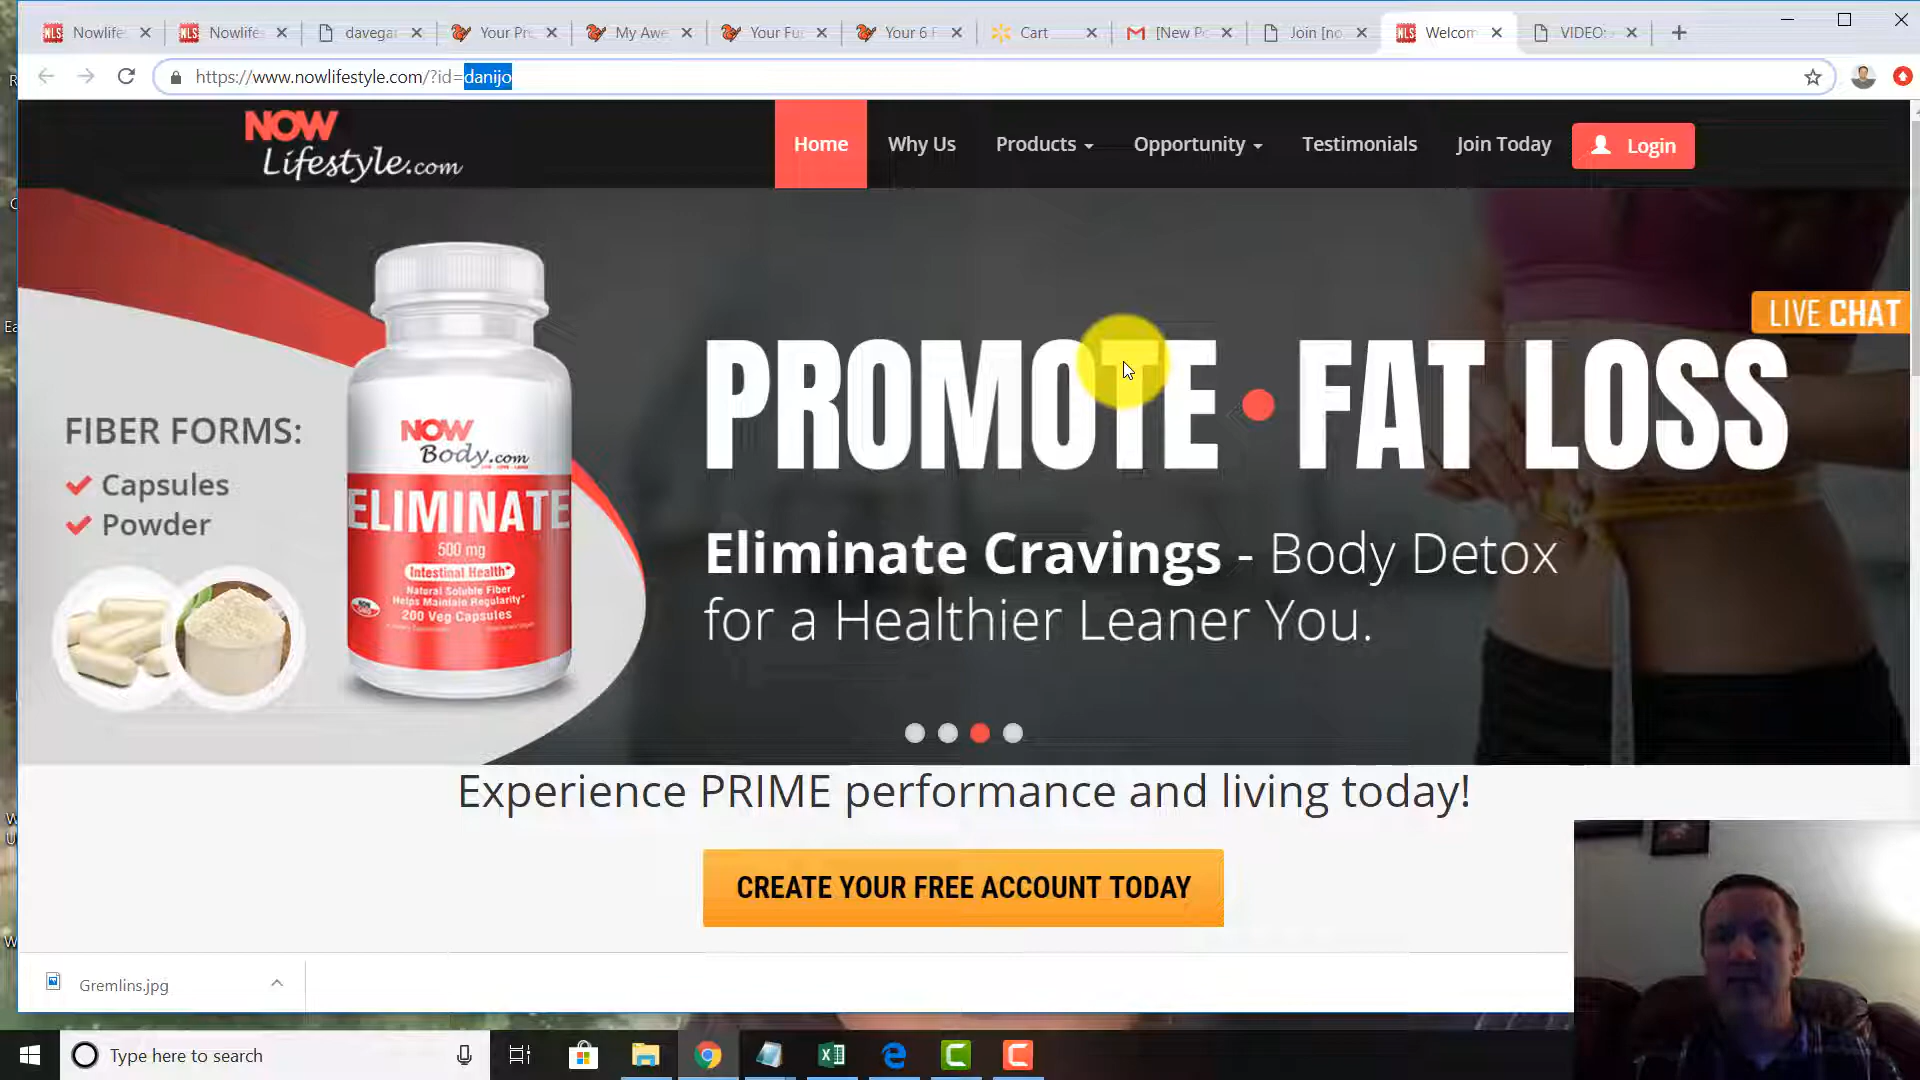 Nowlife
Nowlifes
davegar
Your Pr
My Awe
Your Fu
Your 6 F
Cart
[New P
Join [no
Welcom
VIDEO:
https://www.nowlifestyle.com/?id=danijo
NOW
Lifestyle.com
Home
Why Us
Products
Opportunity
Testimonials
Join Today
Login
LIVE CHAT
PROMOTE • FAT LOSS
FIBER FORMS:
Capsules
Powder
NOW
Body.com
ELIMINATE
500 mg
Intestinal Health*
Natural Soluble Fiber
Helps Maintain Regularity*
200 Veg Capsules
Eliminate Cravings - Body Detox
for a Healthier Leaner You.
Experience PRIME performance and living today!
CREATE YOUR FREE ACCOUNT TODAY
Gremlins.jpg
Type here to search